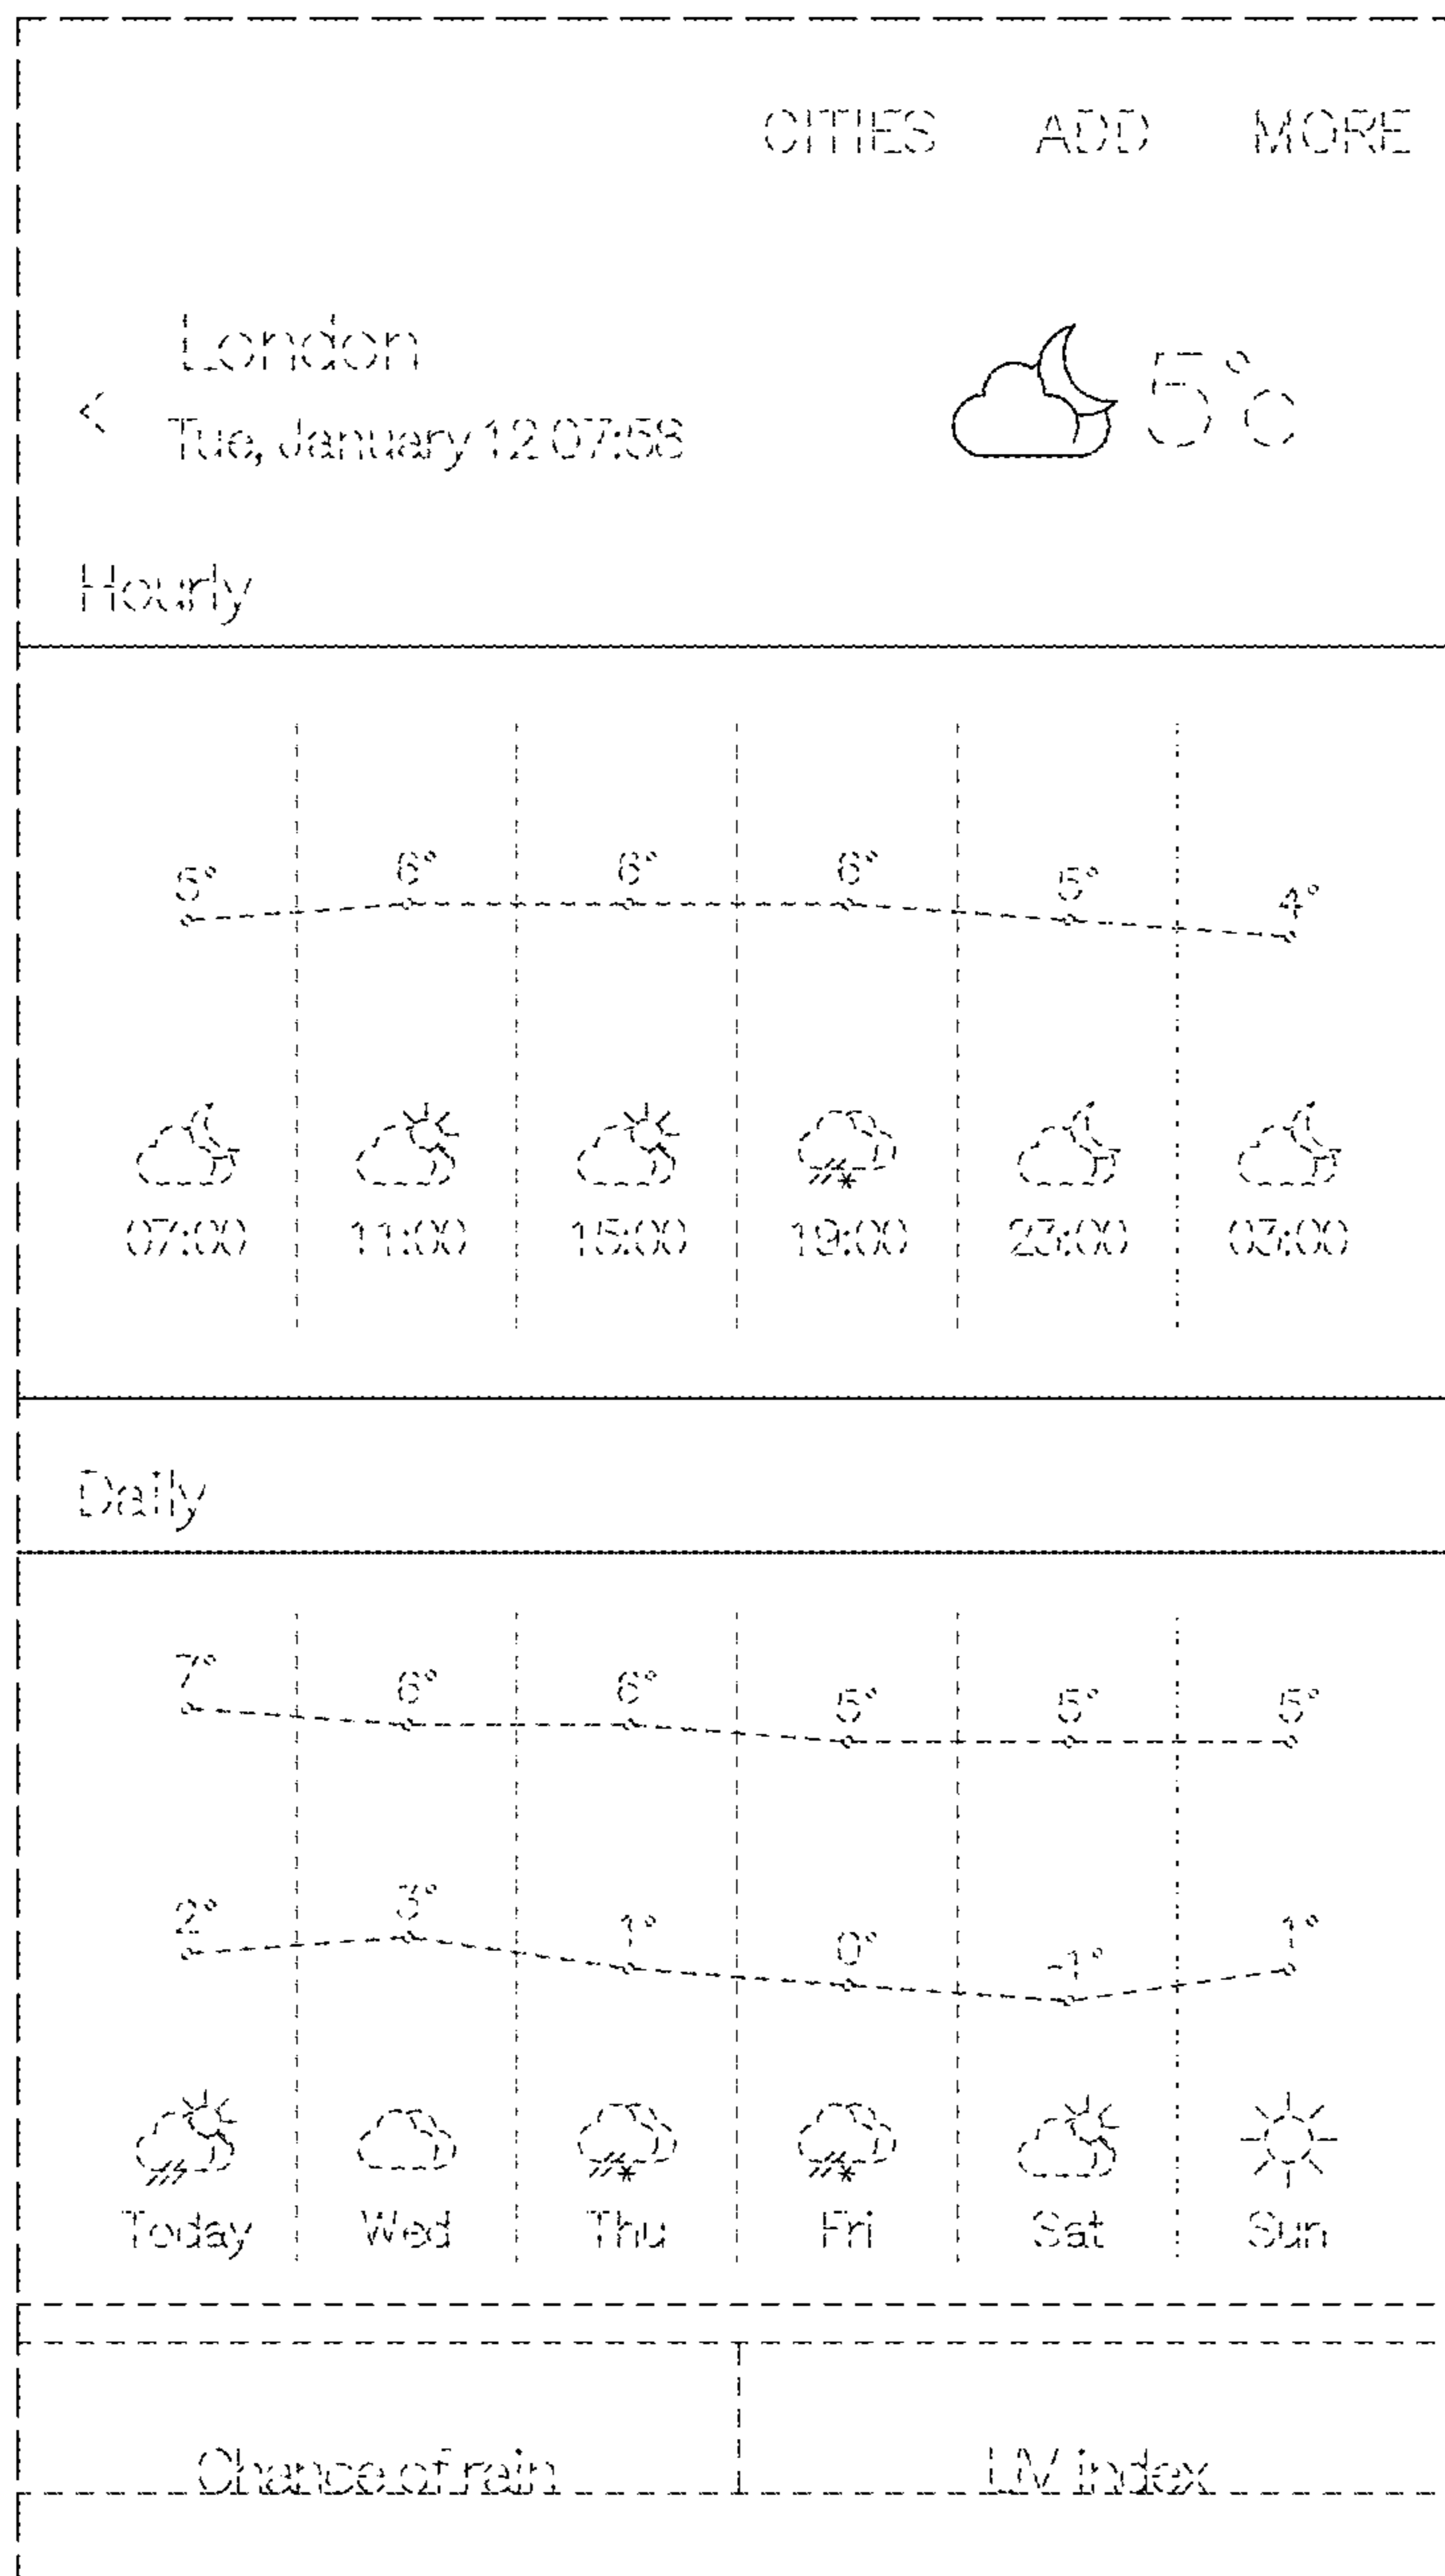 CITIES ADD MORE
London
5°c
< Tue, January 12 07:58
Hourly
5° 6° 6° 6° 5° 4°
07:00 11:00 15:00 19:00 23:00 03:00
Daily
7° 6° 6° 5° 5° 5°
2° 3° 1° 0° -1° 1°
Today Wed Thu Fri Sat Sun
Chance of rain UV index